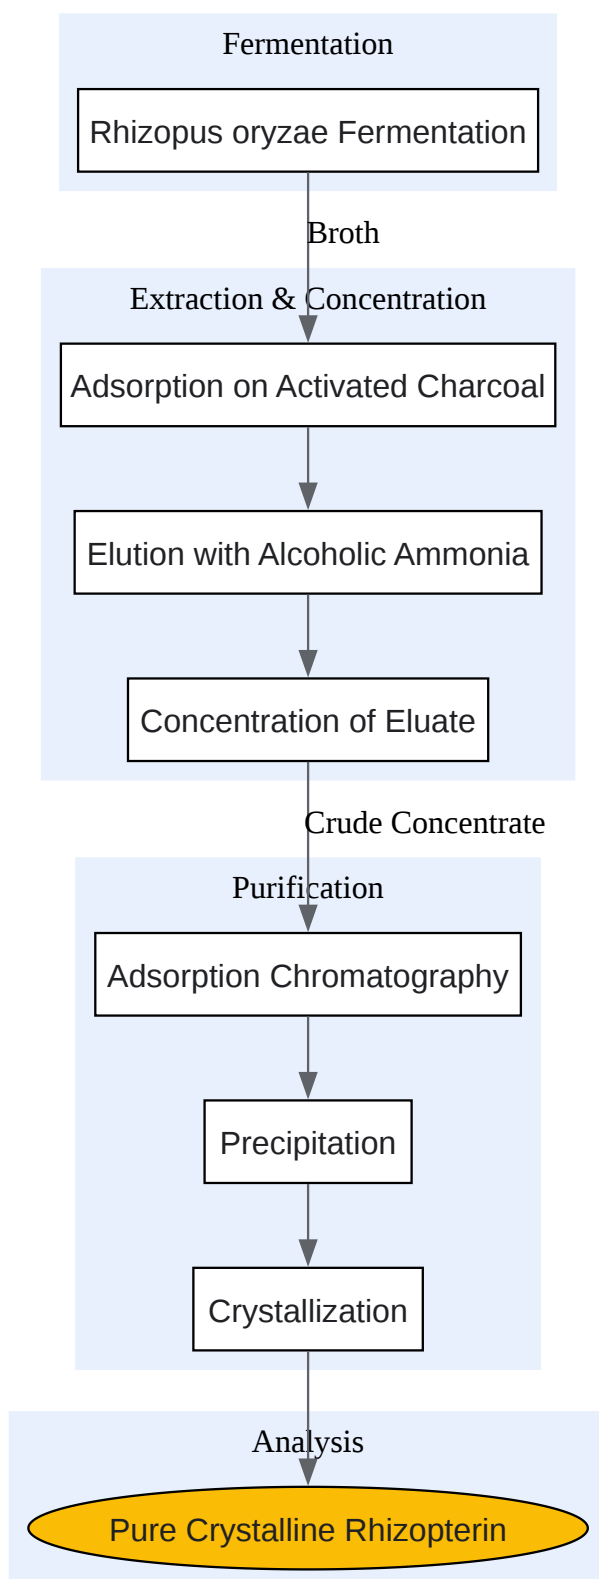 Fermentation
Rhizopus oryzae Fermentation
Broth
Extraction & Concentration
Adsorption on Activated Charcoal
Elution with Alcoholic Ammonia
Concentration of Eluate
Crude Concentrate
Purification
Adsorption Chromatography
Precipitation
Crystallization
Analysis
Pure Crystalline Rhizopterin